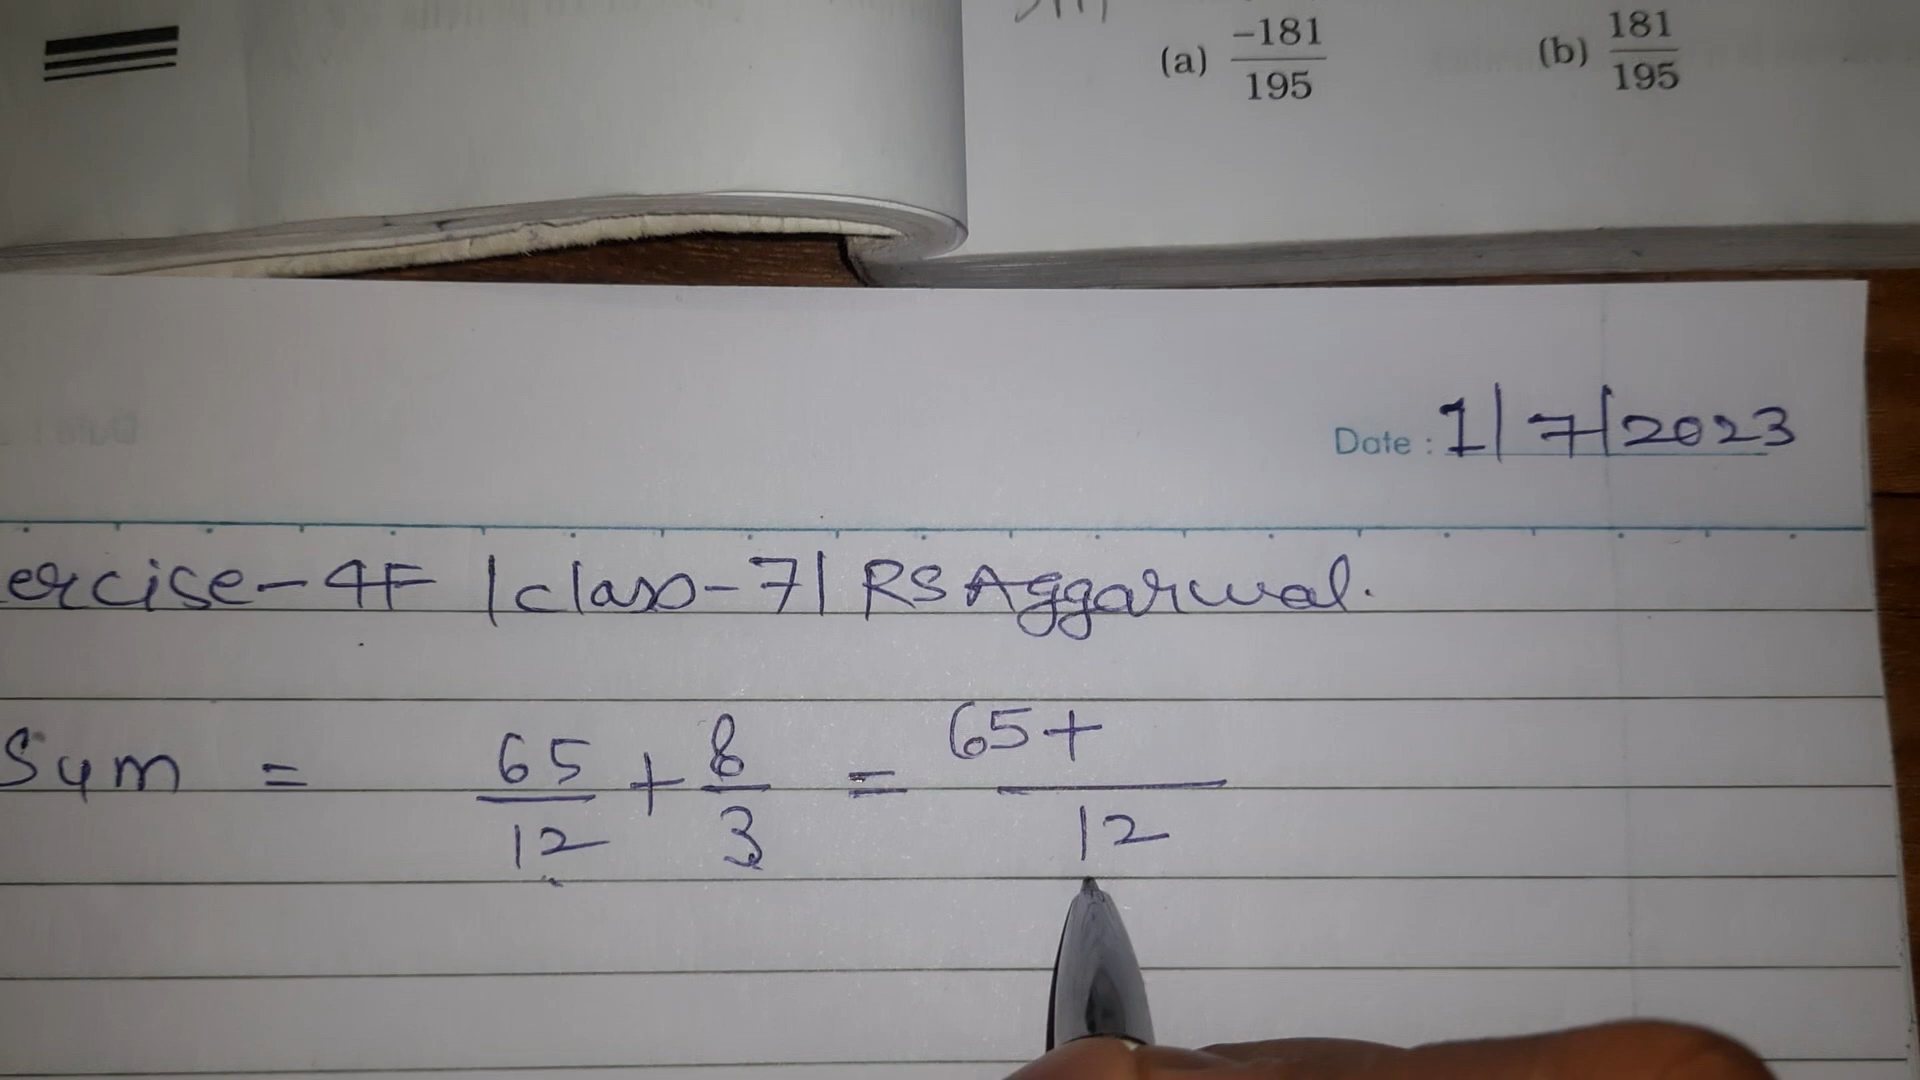 (a) -181/195 (b) 181/195
Date : 1/7/2023
ercise-4F |class-7| RS Aggarwal.
Sum = 65/12 + 8/3 = 65+ /12